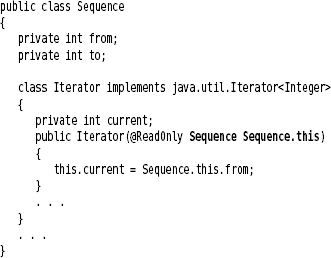 public class Sequence
{
private int from;
private int to;
class Iterator implements java.util.Iterator<Integer>
{
private int current;
public Iterator(@ReadOnly Sequence Sequence.this)
{
this.current = Sequence.this.from;
}
. . .
}
. . .
}